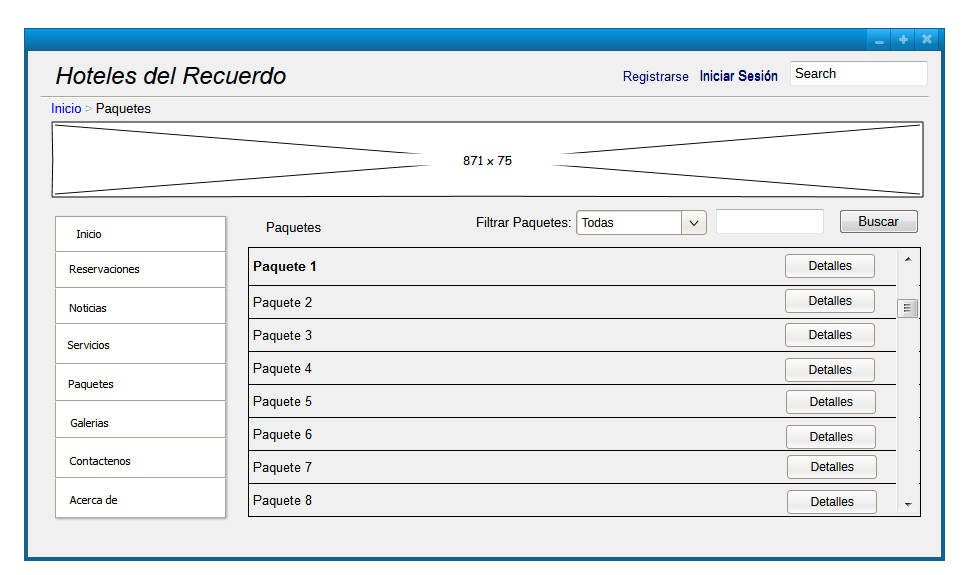 Hoteles del Recuerdo
Registrarse Iniciar Sesión Search
Inicio > Paquetes
871 x 75
Paquetes Filtrar Paquetes: Todas Buscar
Inicio
Reservaciones
Noticias
Servicios
Paquetes
Galerias
Contactenos
Acerca de
Paquete 1 Detalles
Paquete 2 Detalles
Paquete 3 Detalles
Paquete 4 Detalles
Paquete 5 Detalles
Paquete 6 Detalles
Paquete 7 Detalles
Paquete 8 Detalles